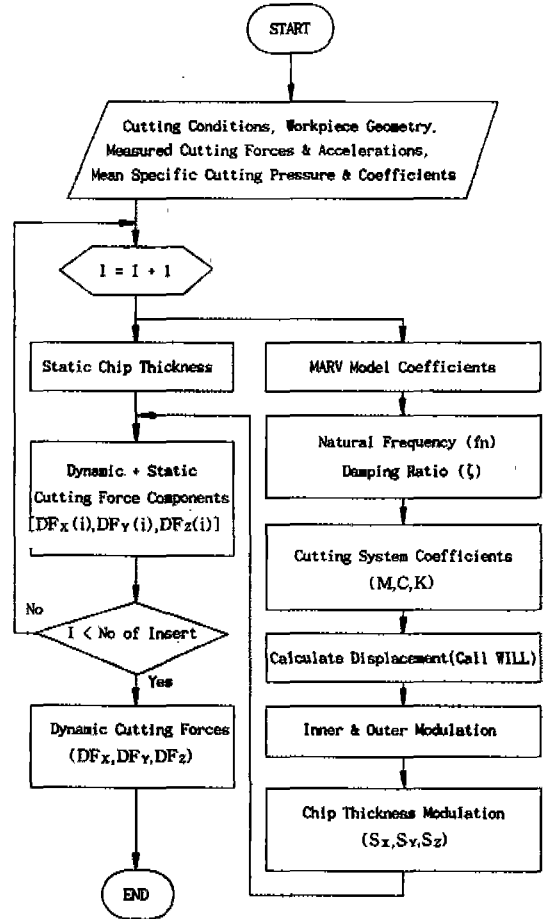 START
Cutting Conditions, Workpiece Geometry,
Measured Cutting Forces & Accelerations,
Mean Specific Cutting Pressure & Coefficients
I = I + 1
Static Chip Thickness
Dynamic + Static
Cutting Force Components
[DFX(i),DFY(i),DFZ(i)]
No
I < No of Insert
Yes
Dynamic Cutting Forces
(DFX,DFY,DFZ)
END
MARV Model Coefficients
Natural Frequency (fn)
Damping Ratio (ζ)
Cutting System Coefficients
(M,C,K)
Calculate Displacement(Call WILL)
Inner & Outer Modulation
Chip Thickness Modulation
(SX,SY,SZ)